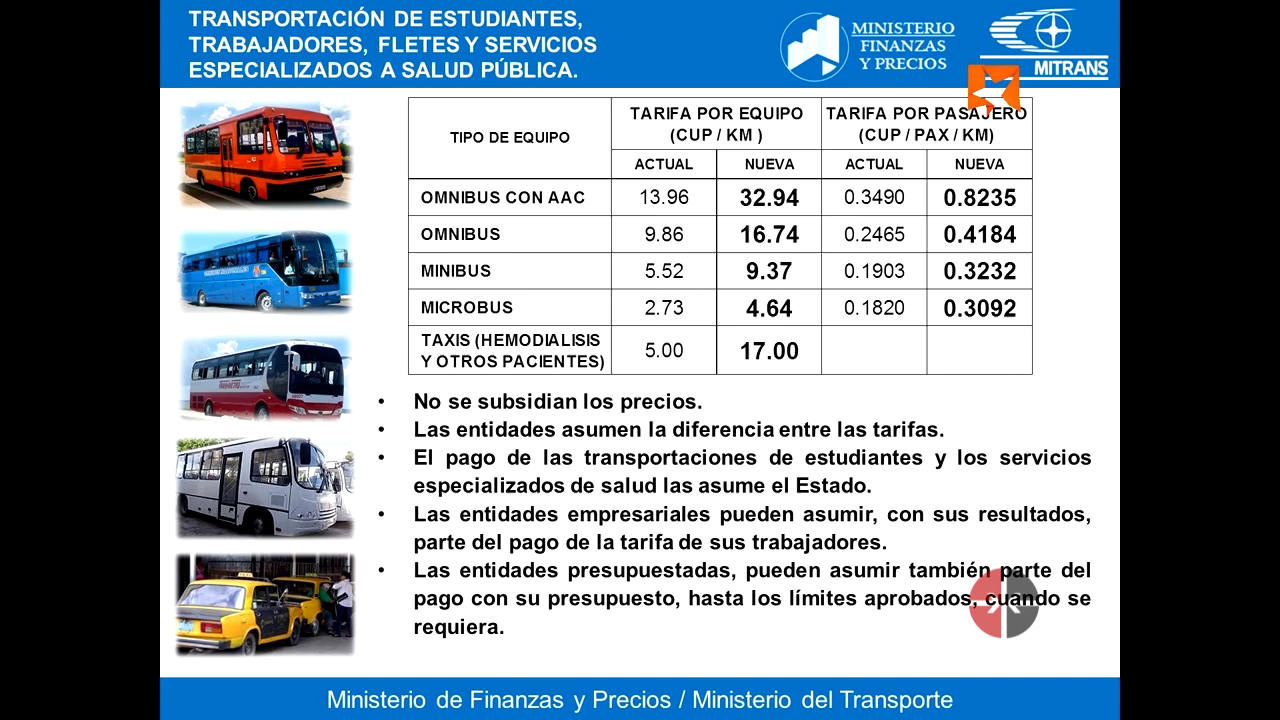 TRANSPORTACIÓN DE ESTUDIANTES,
TRABAJADORES, FLETES Y SERVICIOS
ESPECIALIZADOS A SALUD PÚBLICA.
MINISTERIO
FINANZAS
Y PRECIOS
MITRANS
TIPO DE EQUIPO
TARIFA POR EQUIPO
(CUP / KM )
TARIFA POR PASAJERO
(CUP / PAX / KM)
ACTUAL NUEVA ACTUAL NUEVA
OMNIBUS CON AAC 13.96 32.94 0.3490 0.8235
OMNIBUS 9.86 16.74 0.2465 0.4184
MINIBUS 5.52 9.37 0.1903 0.3232
MICROBUS 2.73 4.64 0.1820 0.3092
TAXIS (HEMODIALISIS
Y OTROS PACIENTES) 5.00 17.00
• No se subsidian los precios.
• Las entidades asumen la diferencia entre las tarifas.
• El pago de las transportaciones de estudiantes y los servicios
especializados de salud las asume el Estado.
• Las entidades empresariales pueden asumir, con sus resultados,
parte del pago de la tarifa de sus trabajadores.
• Las entidades presupuestadas, pueden asumir también parte del
pago con su presupuesto, hasta los límites aprobados, cuando se
requiera.
Ministerio de Finanzas y Precios / Ministerio del Transporte